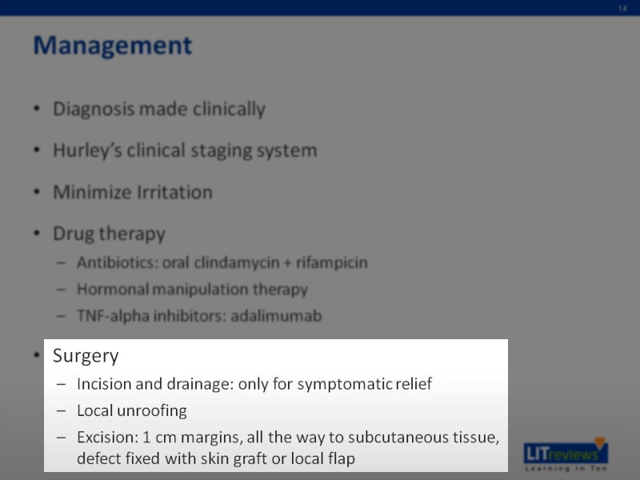 14
Management
• Diagnosis made clinically
• Hurley's clinical staging system
• Minimize Irritation
• Drug therapy
– Antibiotics: oral clindamycin + rifampicin
– Hormonal manipulation therapy
– TNF-alpha inhibitors: adalimumab
• Surgery
– Incision and drainage: only for symptomatic relief
– Local unroofing
– Excision: 1 cm margins, all the way to subcutaneous tissue,
defect fixed with skin graft or local flap
LITreviews
Learning In Ten